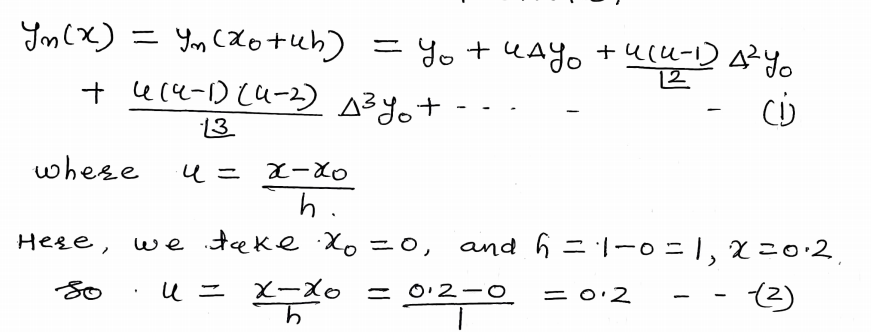 yₙ(x) = yₙ(x₀+uh) = y₀ + uΔy₀ + u(u-1)/⌊2 Δ²y₀
+ u(u-1)(u-2)/⌊3 Δ³y₀ + - - - - - (i)
where u = x-x₀/h.
Here, we take x₀ = 0, and h = 1-0 = 1, x = 0.2,
so u = x-x₀/h = 0.2-0/1 = 0.2 - - (2)